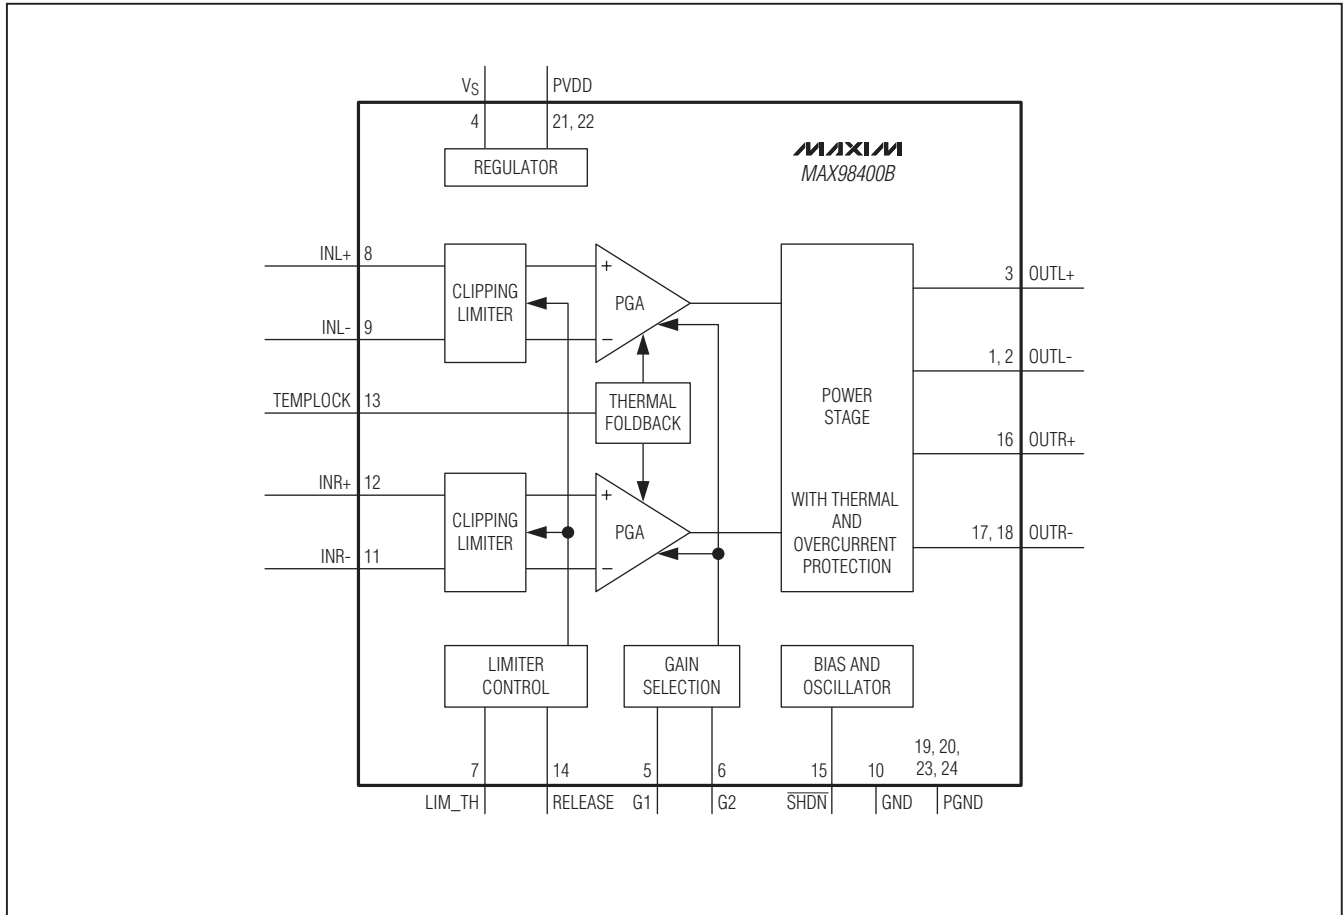 VS PVDD
4 21, 22
REGULATOR
MAXIM
MAX98400B
INL+ 8
CLIPPING
LIMITER
INL- 9
+
PGA
−
3 OUTL+
1, 2 OUTL-
TEMPLOCK 13
THERMAL
FOLDBACK
POWER
STAGE
WITH THERMAL
AND
OVERCURRENT
PROTECTION
16 OUTR+
17, 18 OUTR-
INR+ 12
CLIPPING
LIMITER
INR- 11
+
PGA
−
LIMITER
CONTROL
GAIN
SELECTION
BIAS AND
OSCILLATOR
7 14 5 6 15 10 19, 20,
23, 24
LIM_TH RELEASE G1 G2 SHDN GND PGND